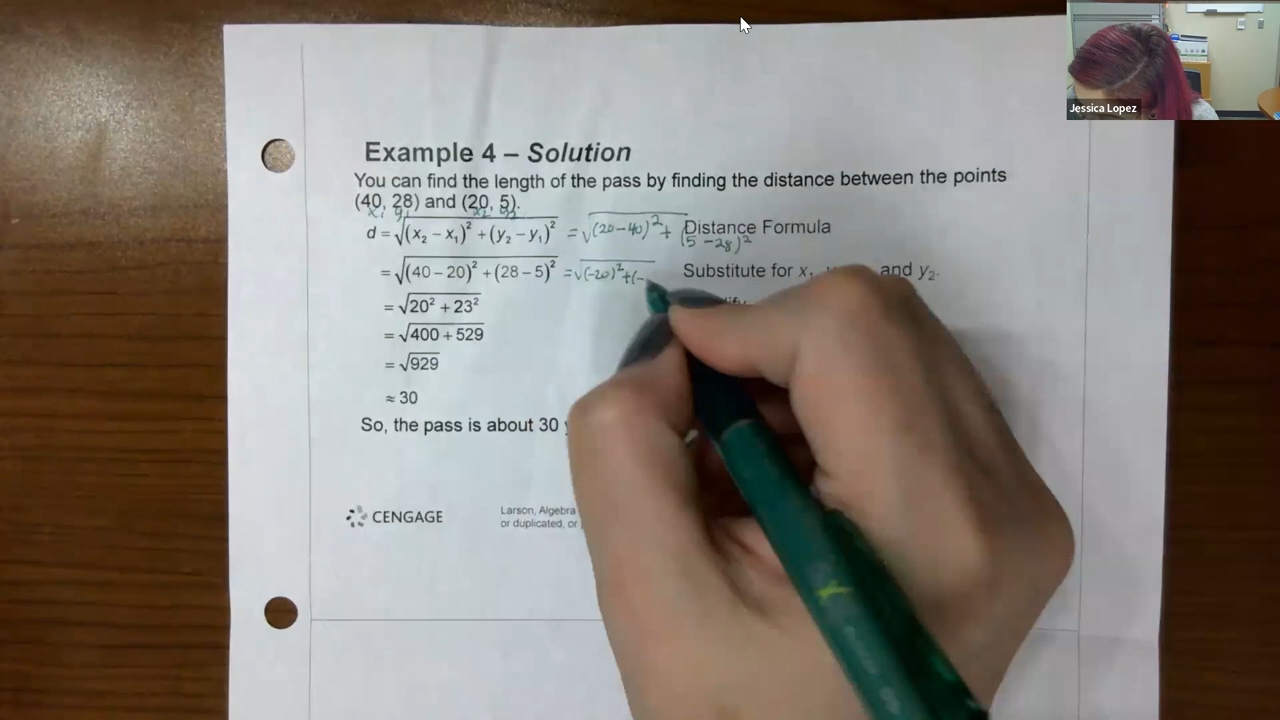 Jessica Lopez
Example 4 – Solution
You can find the length of the pass by finding the distance between the points
(40, 28) and (20, 5).
x₁ y₁ x₂ y₂
d = √(x₂ – x₁)² + (y₂ – y₁)² = √(20-40)² + (5-28)² Distance Formula
= √(40 – 20)² + (28 – 5)² = √(-20)² + (- Substitute for x₁, and y₂.
= √20² + 23²
= √400 + 529
= √929
≈ 30
So, the pass is about 30
CENGAGE
Larson, Algebra
or duplicated, or